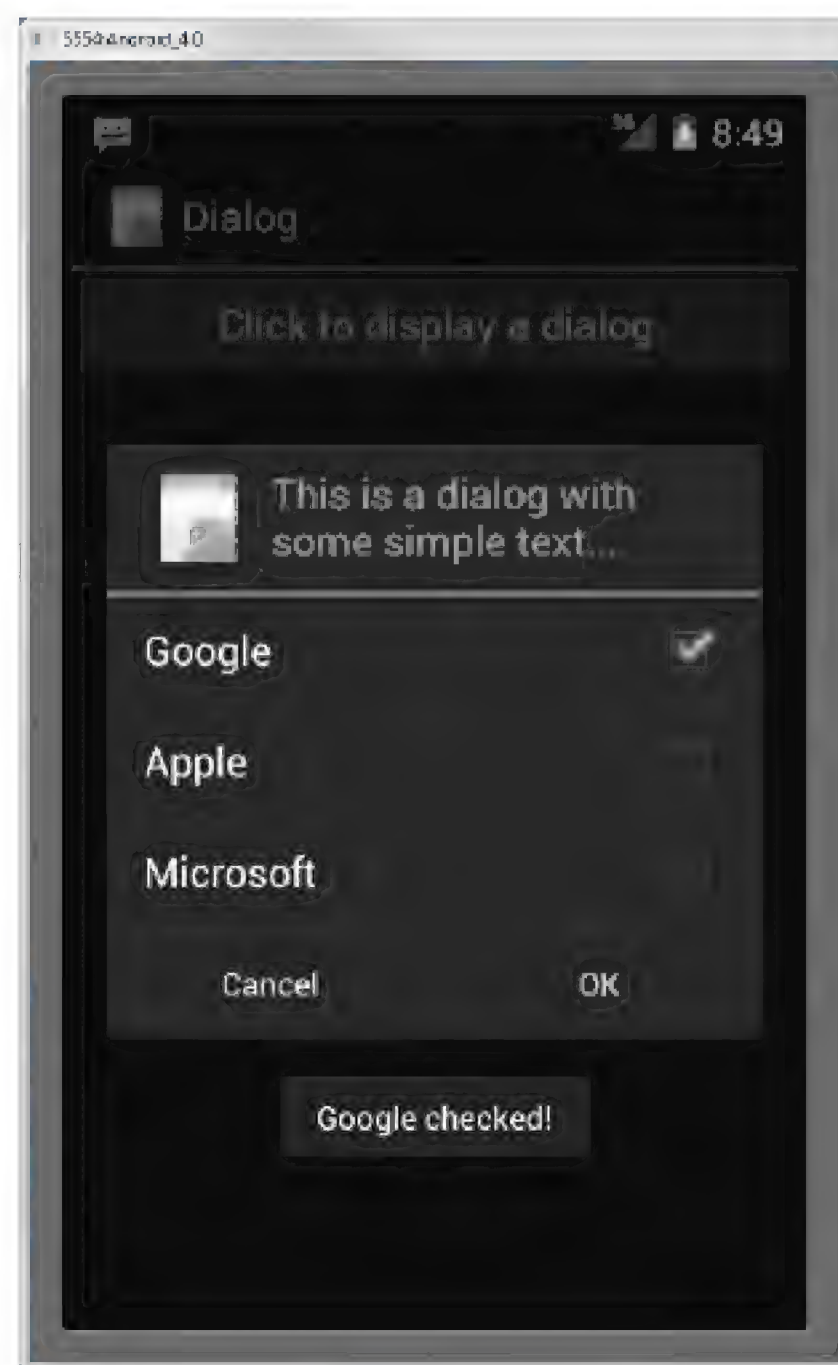 5554:Android_4.0
8:49
Dialog
Click to display a dialog
This is a dialog with
some simple text...
Google
Apple
Microsoft
Cancel
OK
Google checked!